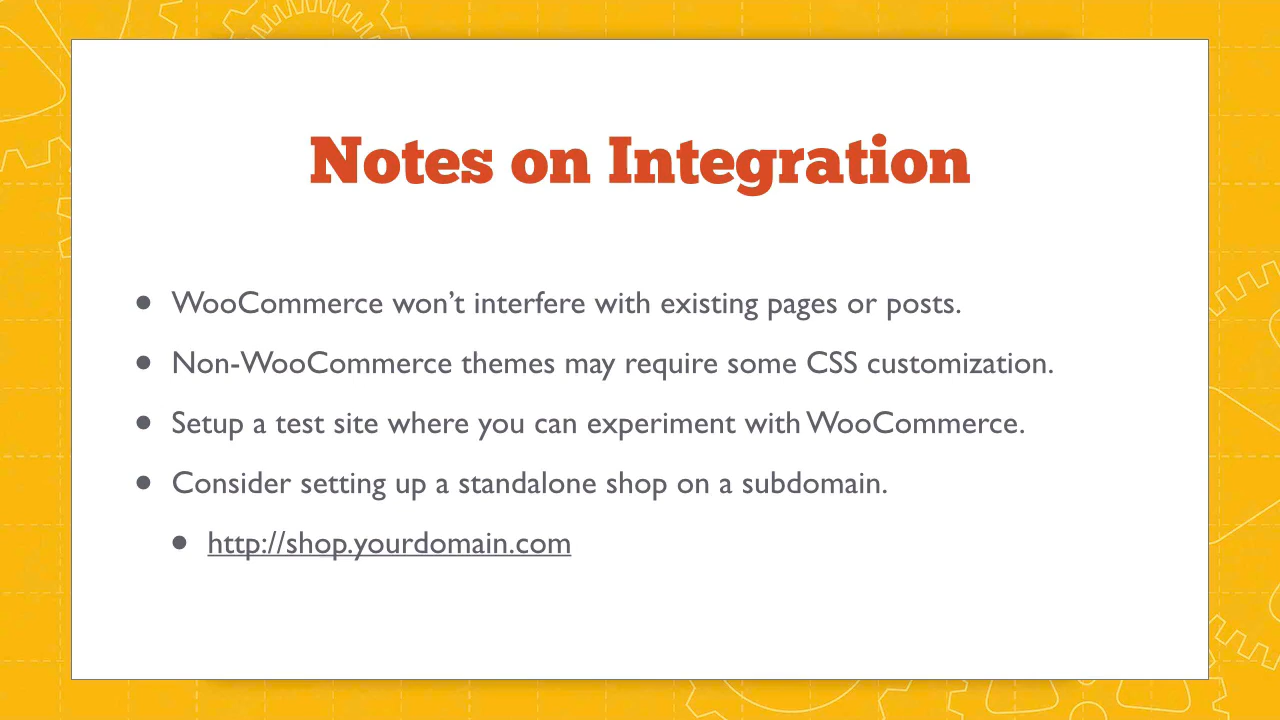 Notes on Integration
• WooCommerce won’t interfere with existing pages or posts.
• Non-WooCommerce themes may require some CSS customization.
• Setup a test site where you can experiment with WooCommerce.
• Consider setting up a standalone shop on a subdomain.
• http://shop.yourdomain.com